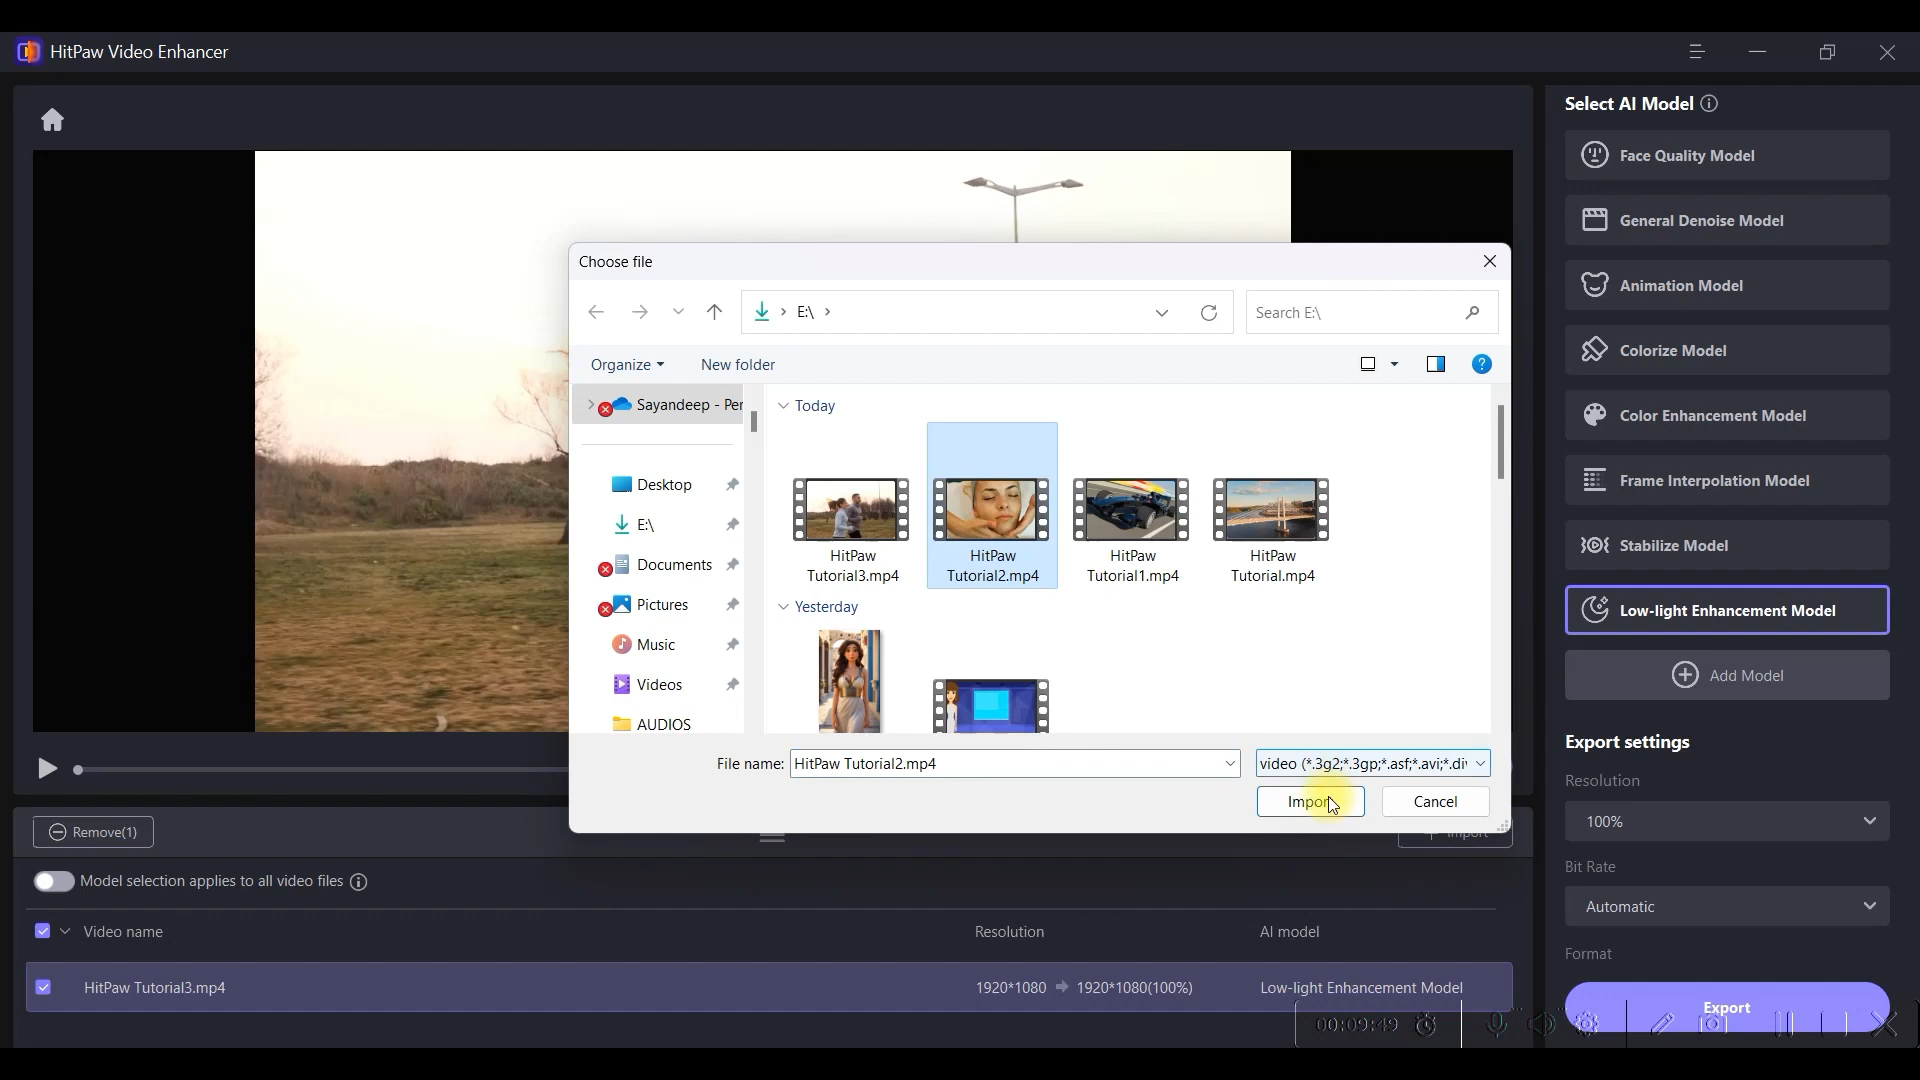 HitPaw Video Enhancer
Select AI Model
Face Quality Model
General Denoise Model
Animation Model
Colorize Model
Color Enhancement Model
Frame Interpolation Model
Stabilize Model
Low-light Enhancement Model
Add Model
Export settings
Resolution
100%
Bit Rate
Automatic
Format
Export
Choose file
E:\
Search E:\
Organize
New folder
Sayandeep - Per
Desktop
E:\
Documents
Pictures
Music
Videos
AUDIOS
Today
HitPaw
Tutorial3.mp4
HitPaw
Tutorial2.mp4
HitPaw
Tutorial1.mp4
HitPaw
Tutorial.mp4
Yesterday
File name:
HitPaw Tutorial2.mp4
video (*.3g2;*.3gp;*.asf;*.avi;*.di
Import
Cancel
Remove(1)
Import
Model selection applies to all video files
Video name
Resolution
AI model
HitPaw Tutorial3.mp4
1920*1080
1920*1080(100%)
Low-light Enhancement Model
00:09:49